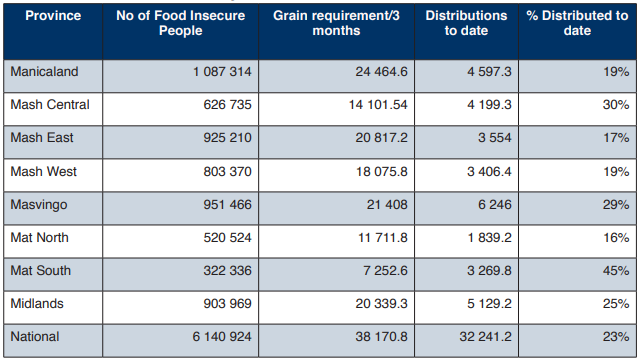 Province No of Food Insecure People Grain requirement/3 months Distributions to date % Distributed to date
Manicaland 1 087 314 24 464.6 4 597.3 19%
Mash Central 626 735 14 101.54 4 199.3 30%
Mash East 925 210 20 817.2 3 554 17%
Mash West 803 370 18 075.8 3 406.4 19%
Masvingo 951 466 21 408 6 246 29%
Mat North 520 524 11 711.8 1 839.2 16%
Mat South 322 336 7 252.6 3 269.8 45%
Midlands 903 969 20 339.3 5 129.2 25%
National 6 140 924 38 170.8 32 241.2 23%